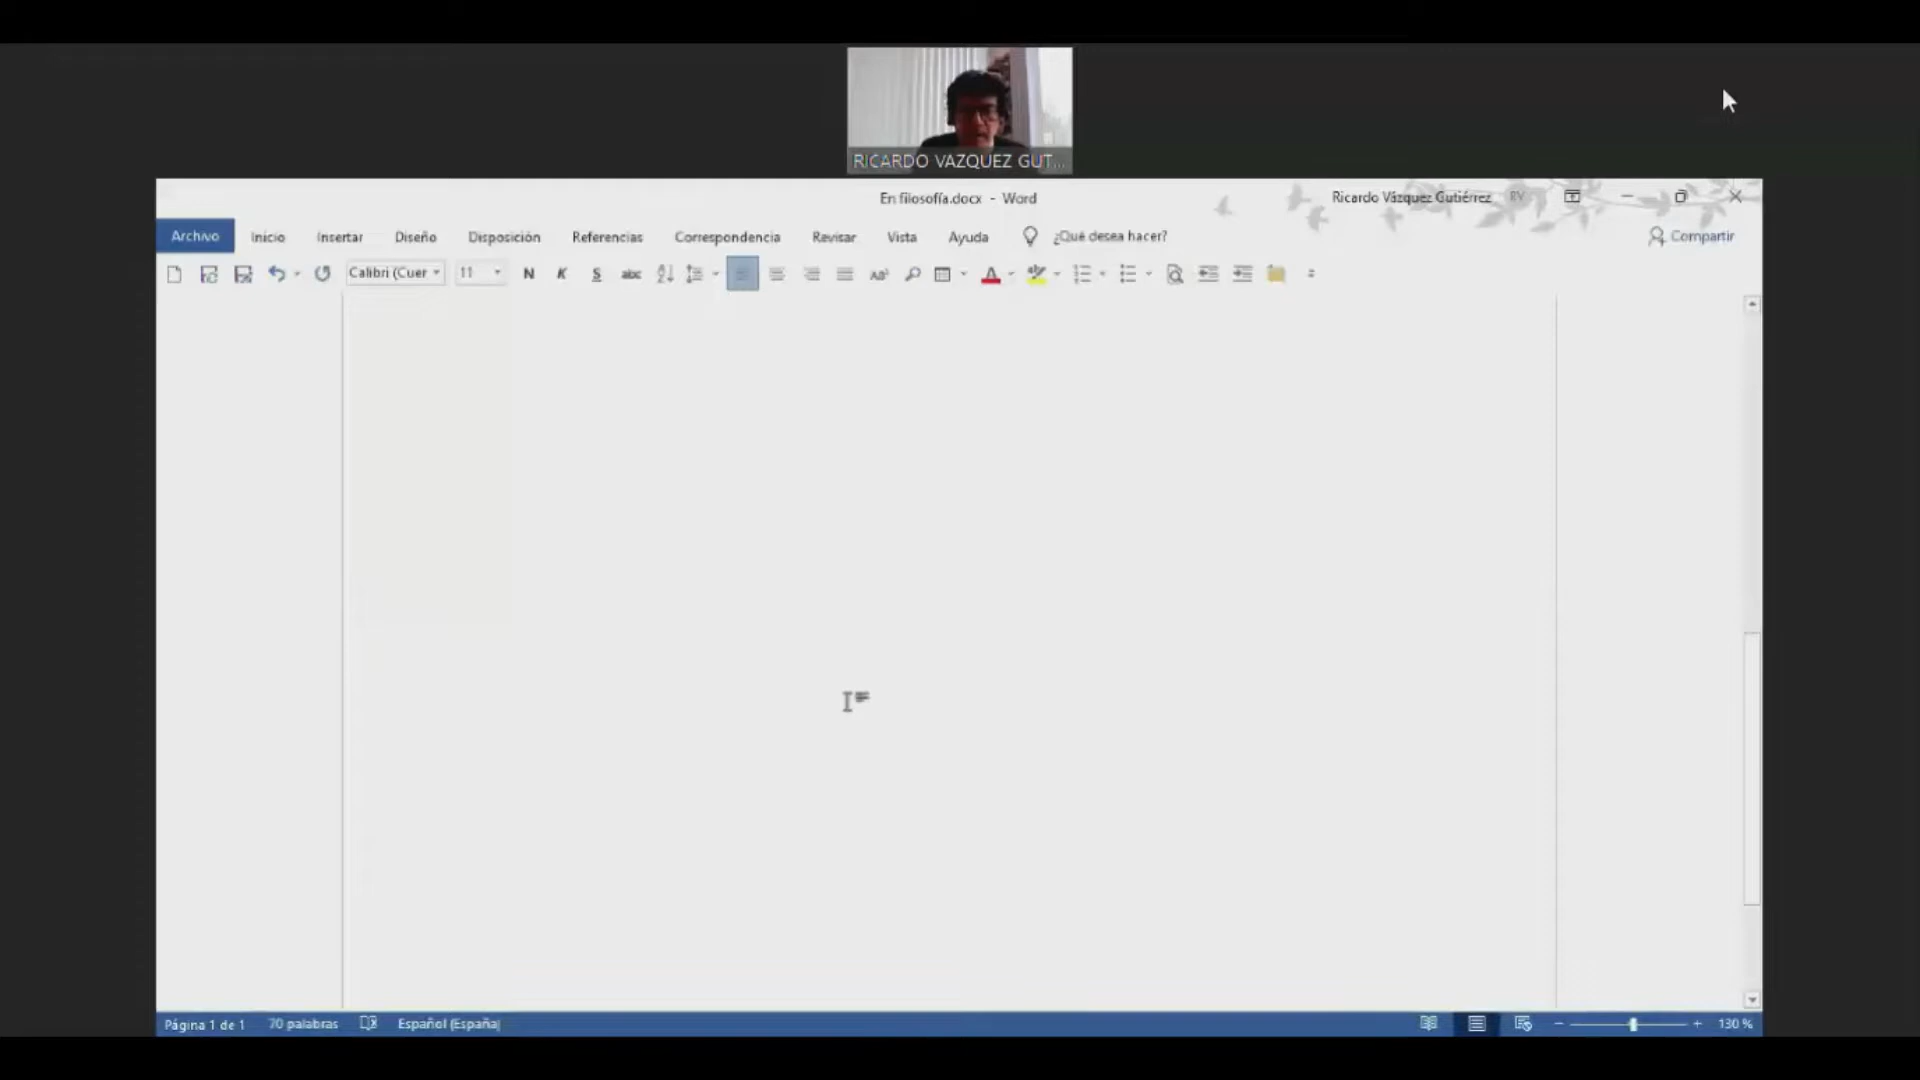 RICARDO VAZQUEZ GUT...
En filosofía.docx - Word
Ricardo Vázquez Gutiérrez RV
Archivo Inicio Insertar Diseño Disposición Referencias Correspondencia Revisar Vista Ayuda ¿Qué desea hacer? Compartir
Calibri (Cuer 11 N K S abc
Página 1 de 1 70 palabras Español (España) 130 %